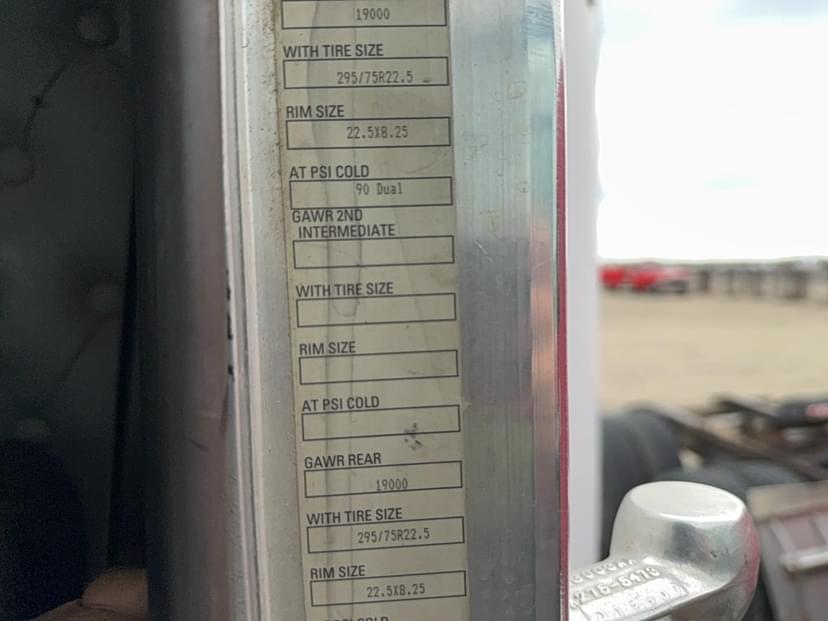 19000
WITH TIRE SIZE
295/75R22.5
RIM SIZE
22.5X8.25
AT PSI COLD
90 Dual
GAWR 2ND
INTERMEDIATE
WITH TIRE SIZE
RIM SIZE
AT PSI COLD
GAWR REAR
19000
WITH TIRE SIZE
295/75R22.5
RIM SIZE
22.5X8.25
PSI COLD